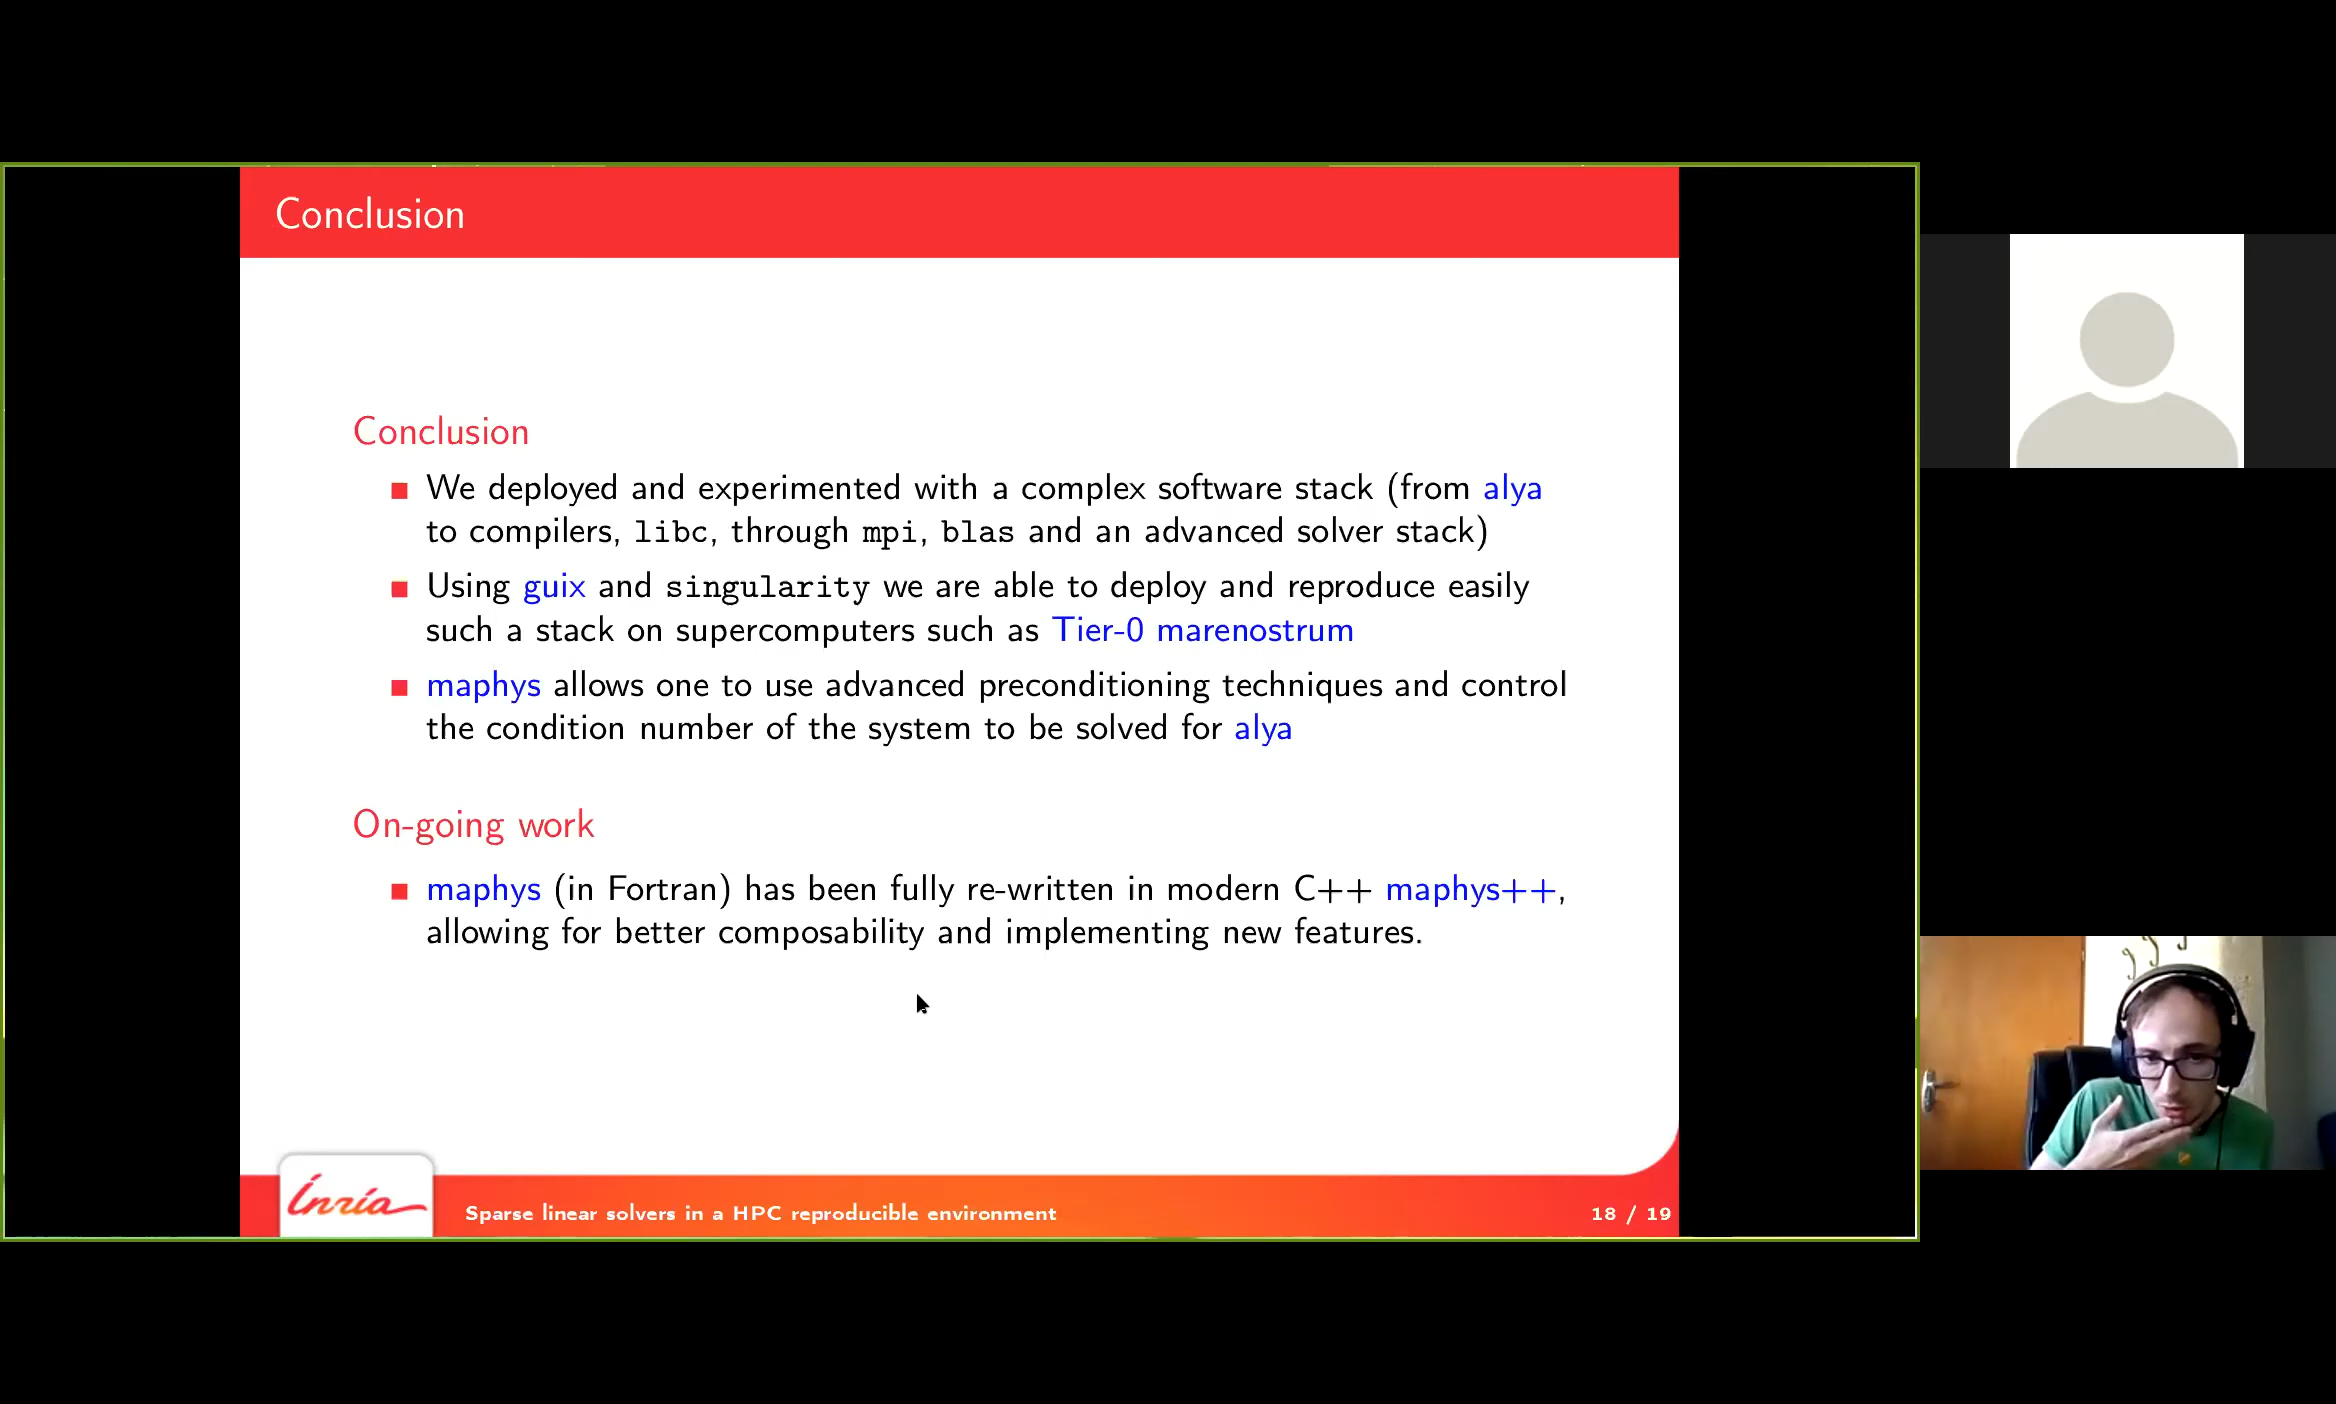 Conclusion
Conclusion
We deployed and experimented with a complex software stack (from alya
to compilers, libc, through mpi, blas and an advanced solver stack)
Using guix and singularity we are able to deploy and reproduce easily
such a stack on supercomputers such as Tier-0 marenostrum
maphys allows one to use advanced preconditioning techniques and control
the condition number of the system to be solved for alya
On-going work
maphys (in Fortran) has been fully re-written in modern C++ maphys++,
allowing for better composability and implementing new features.
Inria
Sparse linear solvers in a HPC reproducible environment
18 / 19